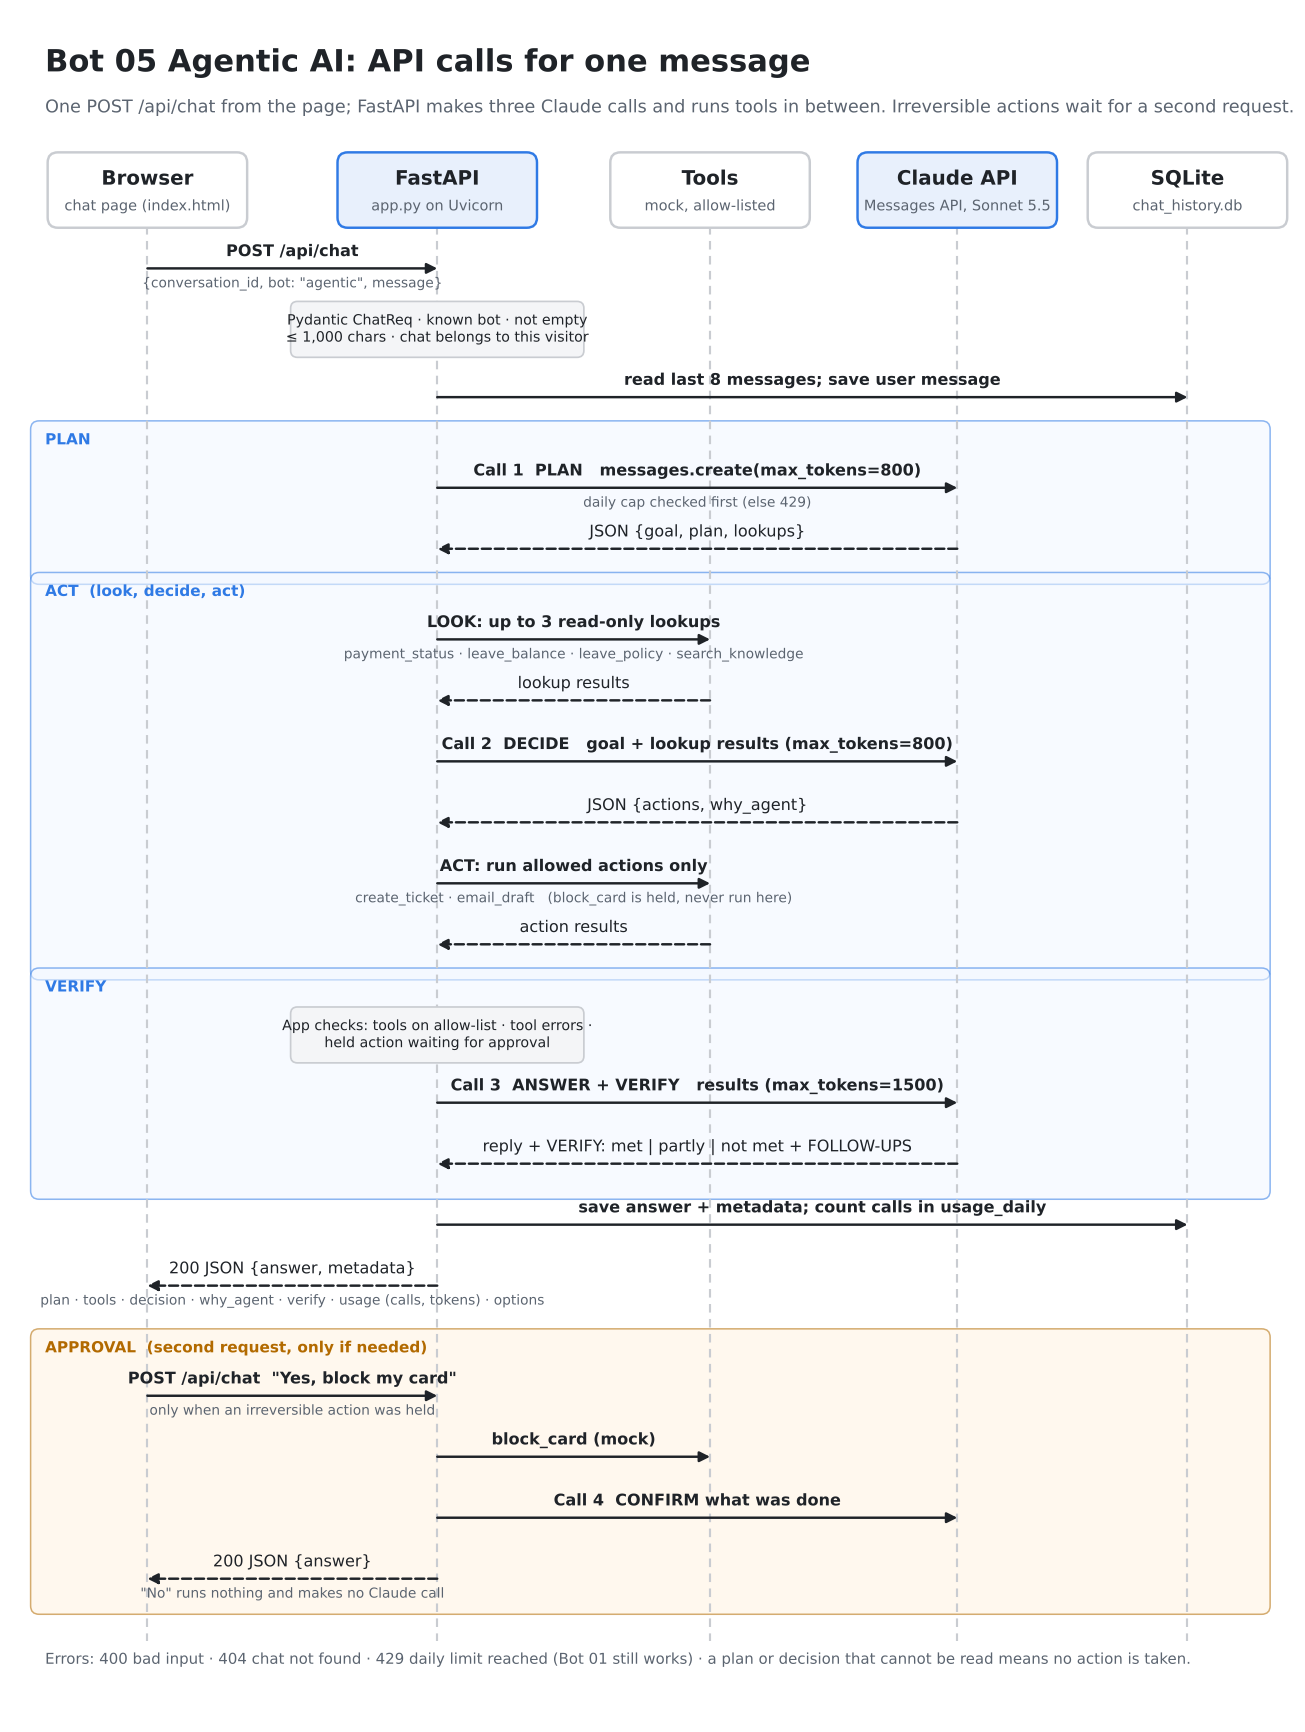 Bot 05 Agentic AI: API calls for one message
One POST /api/chat from the page; FastAPI makes three Claude calls and runs tools in between. Irreversible actions wait for a second request.
Browser
chat page (index.html)
FastAPI
app.py on Uvicorn
Tools
mock, allow-listed
Claude API
Messages API, Sonnet 5.5
SQLite
chat_history.db
POST /api/chat
{conversation_id, bot: "agentic", message}
Pydantic ChatReq · known bot · not empty
≤ 1,000 chars · chat belongs to this visitor
read last 8 messages; save user message
PLAN
Call 1  PLAN   messages.create(max_tokens=800)
daily cap checked first (else 429)
JSON {goal, plan, lookups}
ACT  (look, decide, act)
LOOK: up to 3 read-only lookups
payment_status · leave_balance · leave_policy · search_knowledge
lookup results
Call 2  DECIDE   goal + lookup results (max_tokens=800)
JSON {actions, why_agent}
ACT: run allowed actions only
create_ticket · email_draft   (block_card is held, never run here)
action results
VERIFY
App checks: tools on allow-list · tool errors ·
held action waiting for approval
Call 3  ANSWER + VERIFY   results (max_tokens=1500)
reply + VERIFY: met | partly | not met + FOLLOW-UPS
save answer + metadata; count calls in usage_daily
200 JSON {answer, metadata}
plan · tools · decision · why_agent · verify · usage (calls, tokens) · options
APPROVAL  (second request, only if needed)
POST /api/chat  "Yes, block my card"
only when an irreversible action was held
block_card (mock)
Call 4  CONFIRM what was done
200 JSON {answer}
"No" runs nothing and makes no Claude call
Errors: 400 bad input · 404 chat not found · 429 daily limit reached (Bot 01 still works) · a plan or decision that cannot be read means no action is taken.